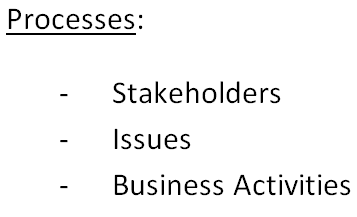 Processes:
- Stakeholders
- Issues
- Business Activities